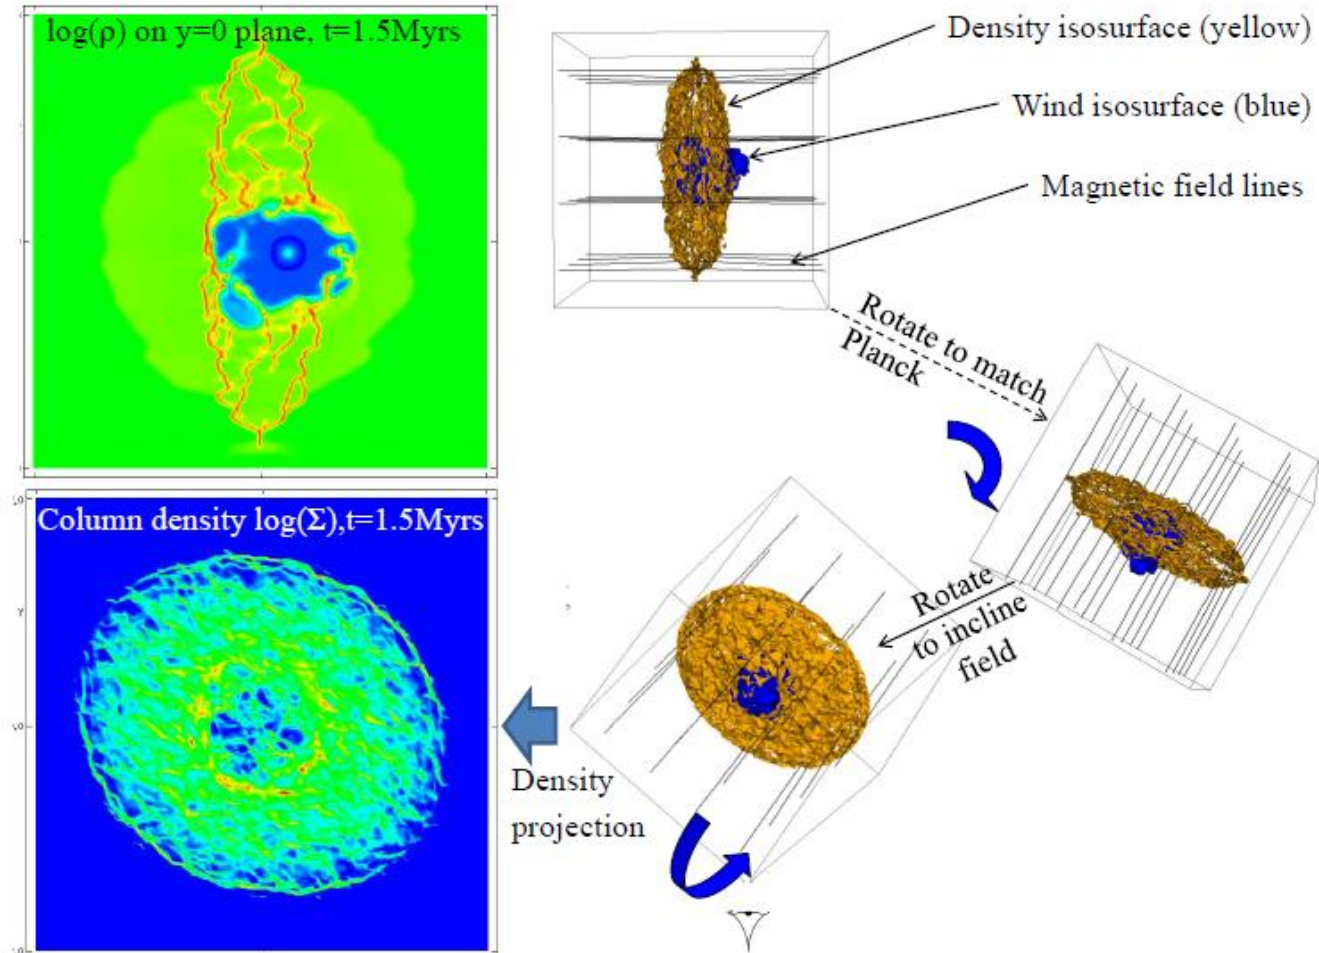 log(ρ) on y=0 plane, t=1.5Myrs
Density isosurface (yellow)
Wind isosurface (blue)
Magnetic field lines
Rotate to match
Planck
Rotate
to incline
field
Column density log(Σ),t=1.5Myrs
Density
projection